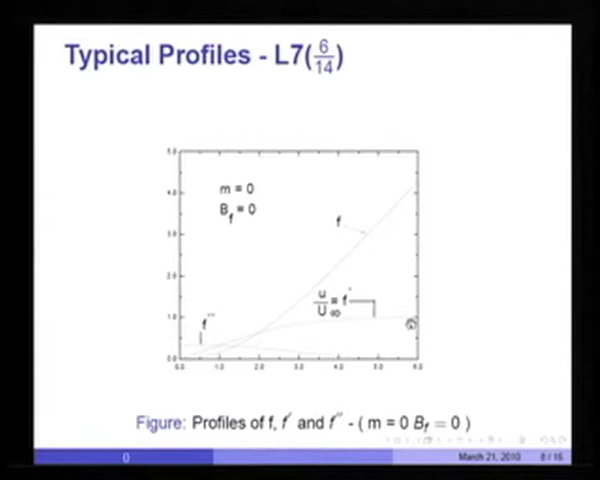 Typical Profiles - L7(6/14)
5.0
m = 0
4.0
B_f = 0
f
3.0
2.0
u/U∞ = f′
1.0
f″
0.0
0.0 1.0 2.0 3.0 4.0 5.0 6.0
Figure: Profiles of f, f′ and f″ - ( m = 0 B_f = 0 )
() March 21, 2010 8 / 16